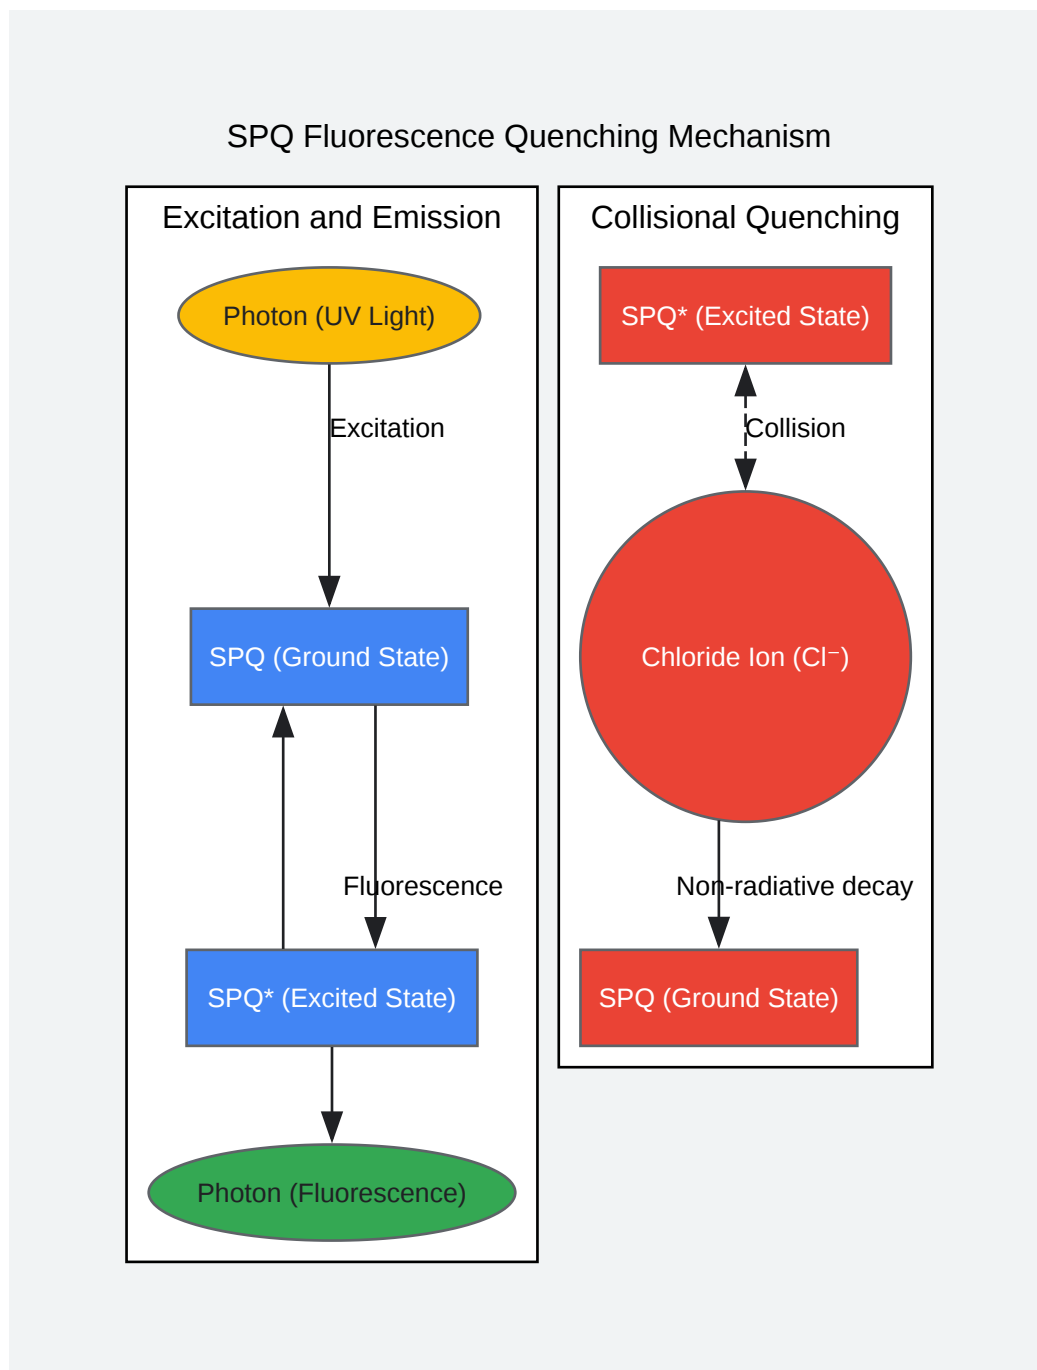 SPQ Fluorescence Quenching Mechanism
Excitation and Emission
Photon (UV Light)
Excitation
SPQ (Ground State)
Fluorescence
SPQ* (Excited State)
Photon (Fluorescence)
Collisional Quenching
SPQ* (Excited State)
Collision
Chloride Ion (Cl⁻)
Non-radiative decay
SPQ (Ground State)